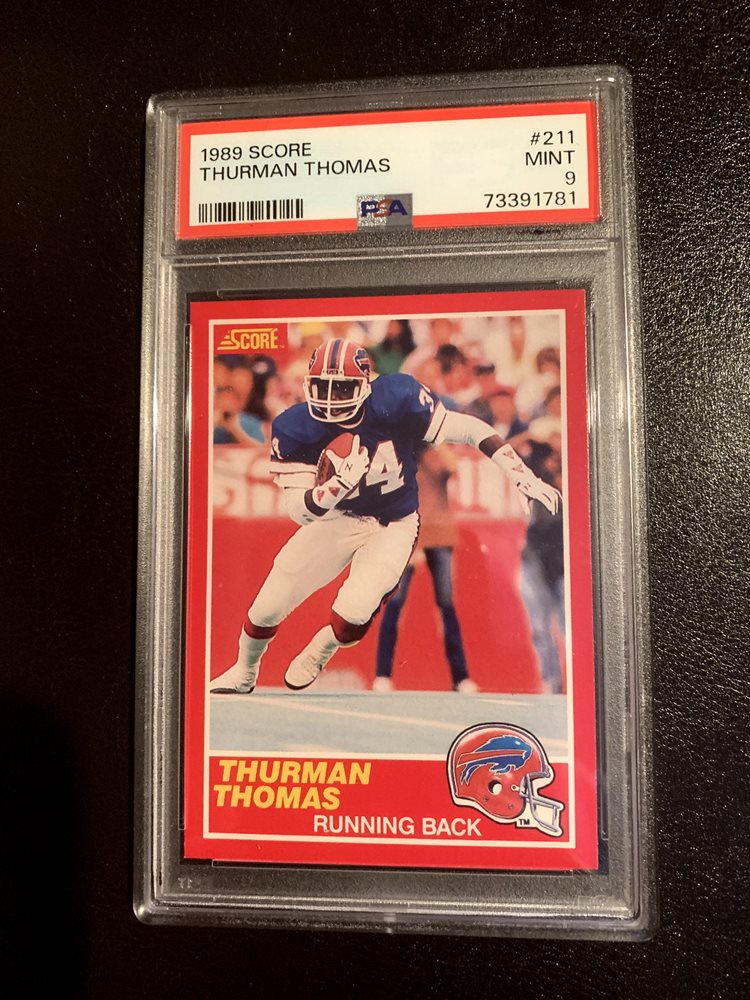 1989 SCORE #211
THURMAN THOMAS MINT
9
PSA 73391781
SCORE
34
THURMAN
THOMAS
RUNNING BACK
TM